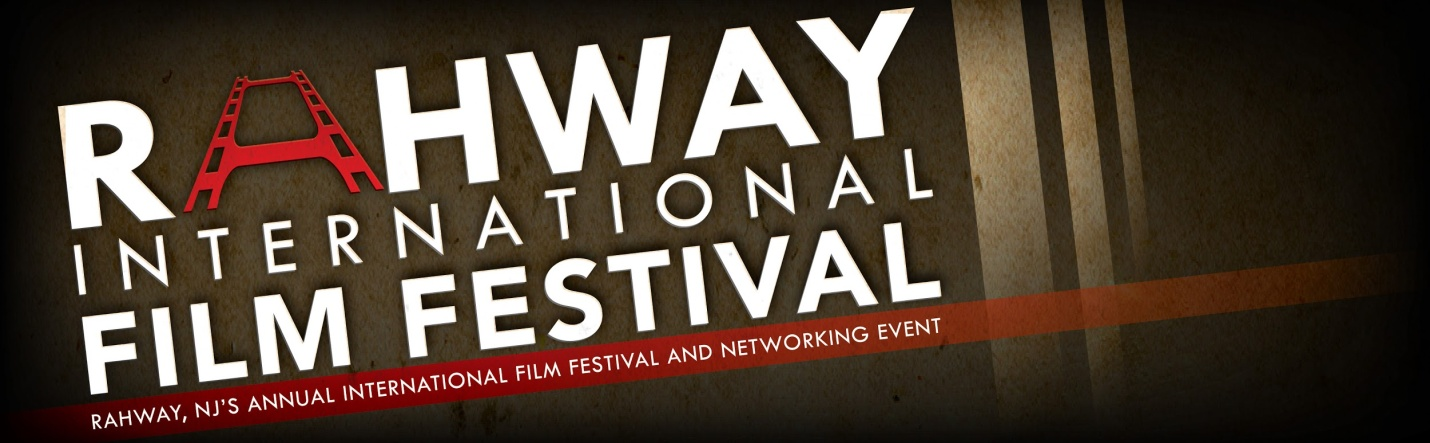 RAHWAY
INTERNATIONAL
FILM FESTIVAL
RAHWAY, NJ'S ANNUAL INTERNATIONAL FILM FESTIVAL AND NETWORKING EVENT